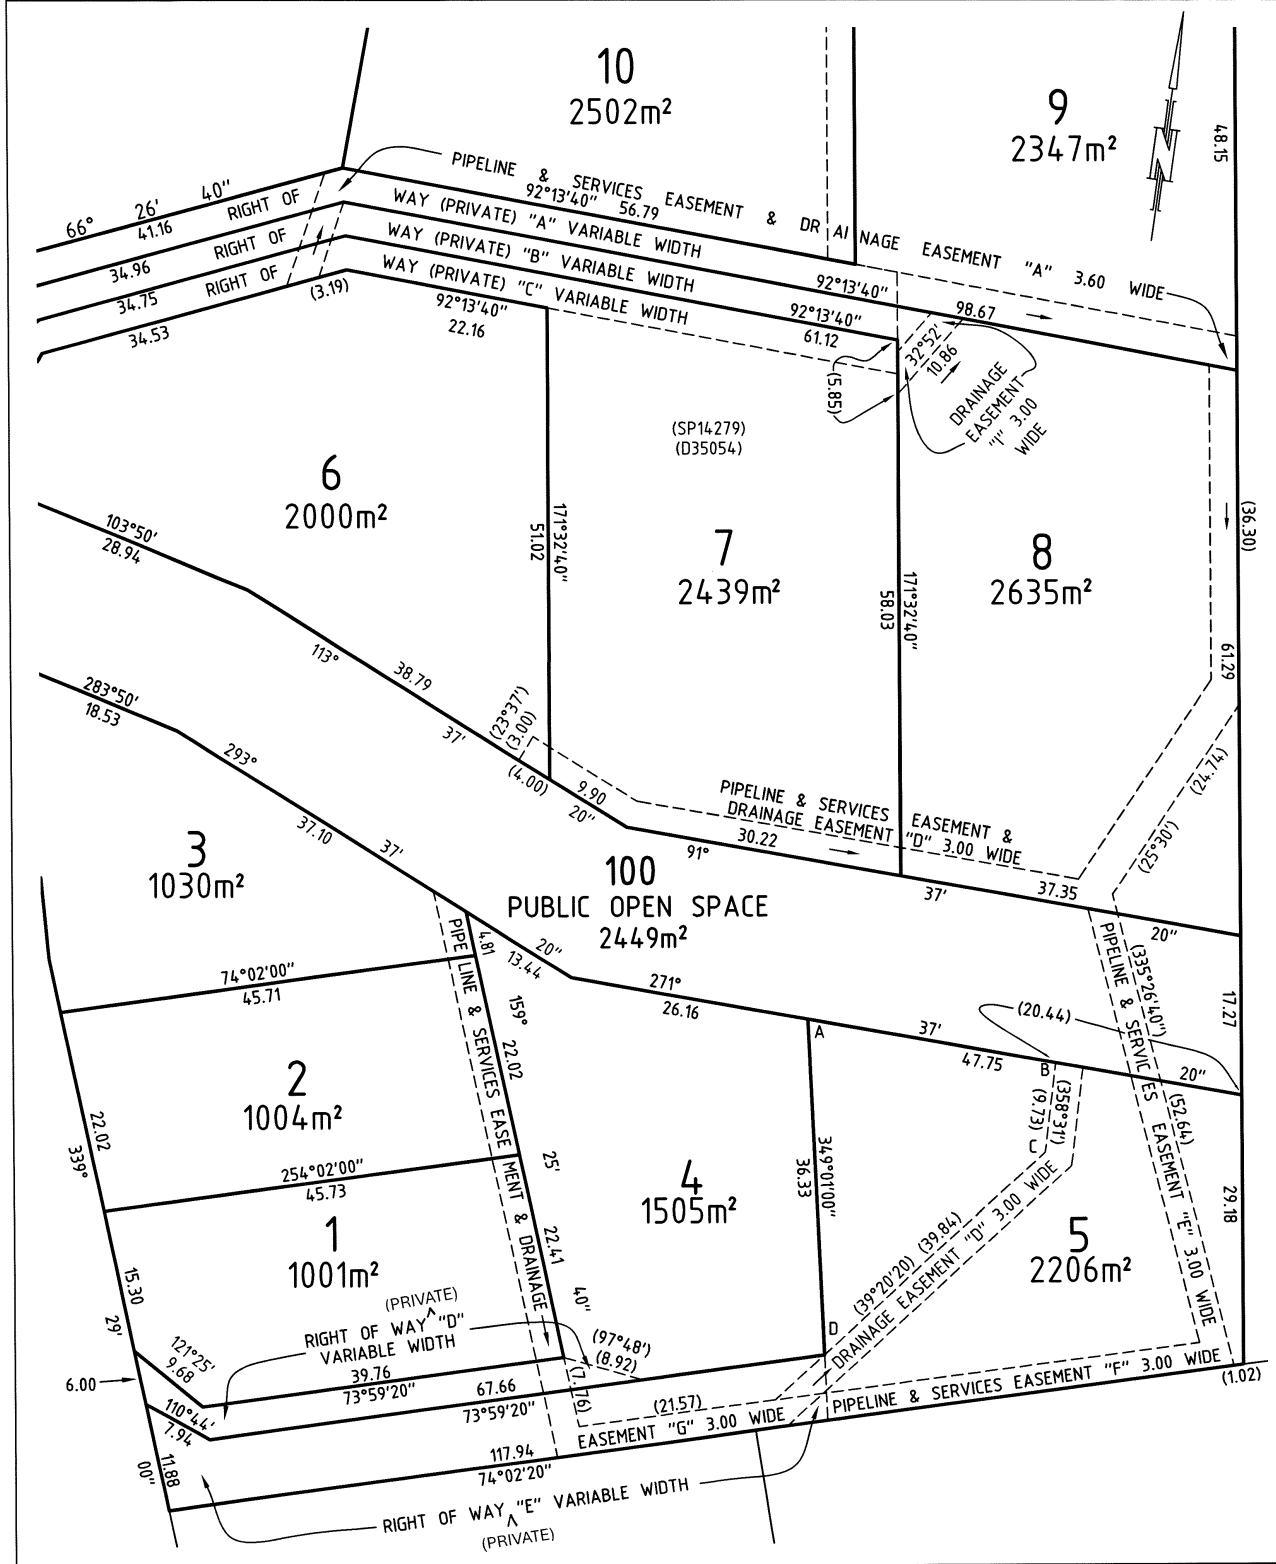 10
2502m²
9
2347m²
48.15
PIPELINE & SERVICES EASEMENT & DRAINAGE EASEMENT "A" 3.60 WIDE
92°13'40" 56.79
66° 26' 40"
41.16
RIGHT OF WAY (PRIVATE) "A" VARIABLE WIDTH
34.96
RIGHT OF WAY (PRIVATE) "B" VARIABLE WIDTH
34.75
RIGHT OF WAY (PRIVATE) "C" VARIABLE WIDTH
34.53
(3.19)
92°13'40"
22.16
92°13'40"
98.67
92°13'40"
61.12
32°52'
10.86
(5.85)
DRAINAGE
EASEMENT
"I" 3.00
WIDE
(SP14279)
(D35054)
6
2000m²
7
2439m²
8
2635m²
171°32'40"
51.02
171°32'40"
58.03
(36.30)
61.29
103°50'
28.94
113° 37' 20"
38.79
(23°37')
(3.00)
(4.00)
9.90
283°50'
18.53
293° 37' 20"
37.10
13.44
PIPELINE & SERVICES EASEMENT &
DRAINAGE EASEMENT "D" 3.00 WIDE
30.22
91° 37' 20"
37.35
(24.74)
(25°30')
3
1030m²
100
PUBLIC OPEN SPACE
2449m²
17.27
PIPELINE & SERVICES EASEMENT "E" 3.00 WIDE
(335°26'40")
(52.64)
(20.44)
271° 37' 20"
26.16
47.75
A
B
C
D
74°02'00"
45.71
4.81
PIPELINE & SERVICES EASEMENT & DRAINAGE
159° 25' 40"
22.02
22.41
2
1004m²
22.02
339° 29' 00"
254°02'00"
45.73
4
1505m²
349°01'00"
36.33
(358°31')
(9.73)
29.18
5
2206m²
1
1001m²
15.30
(39°20'20") (39.84)
DRAINAGE EASEMENT "D" 3.00 WIDE
(PRIVATE)
RIGHT OF WAY ^ "D"
VARIABLE WIDTH
121°25'
9.68
6.00
39.76
73°59'20"
(97°48')
(8.92)
67.66
73°59'20"
(7.76)
(21.57)
110°44'
7.94
11.88
EASEMENT "G" 3.00 WIDE
PIPELINE & SERVICES EASEMENT "F" 3.00 WIDE
(1.02)
117.94
74°02'20"
RIGHT OF WAY ^ "E" VARIABLE WIDTH
(PRIVATE)